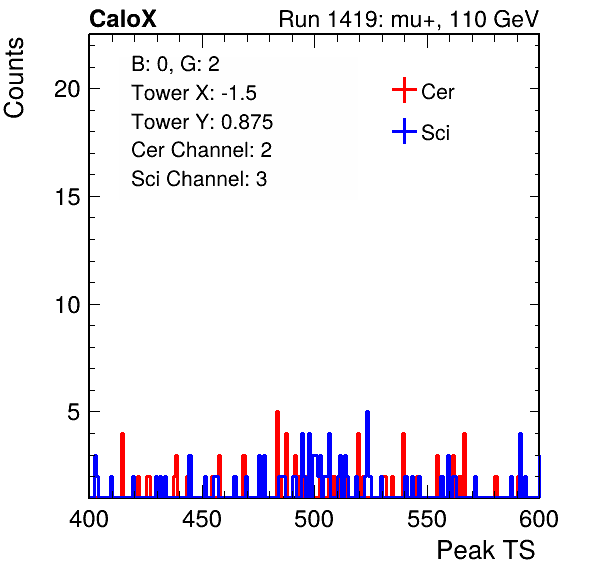 CaloX
Run 1419: mu+, 110 GeV
Counts
B: 0, G: 2
Tower X: -1.5
Tower Y: 0.875
Cer Channel: 2
Sci Channel: 3
Cer
Sci
20
15
10
5
400 450 500 550 600
Peak TS